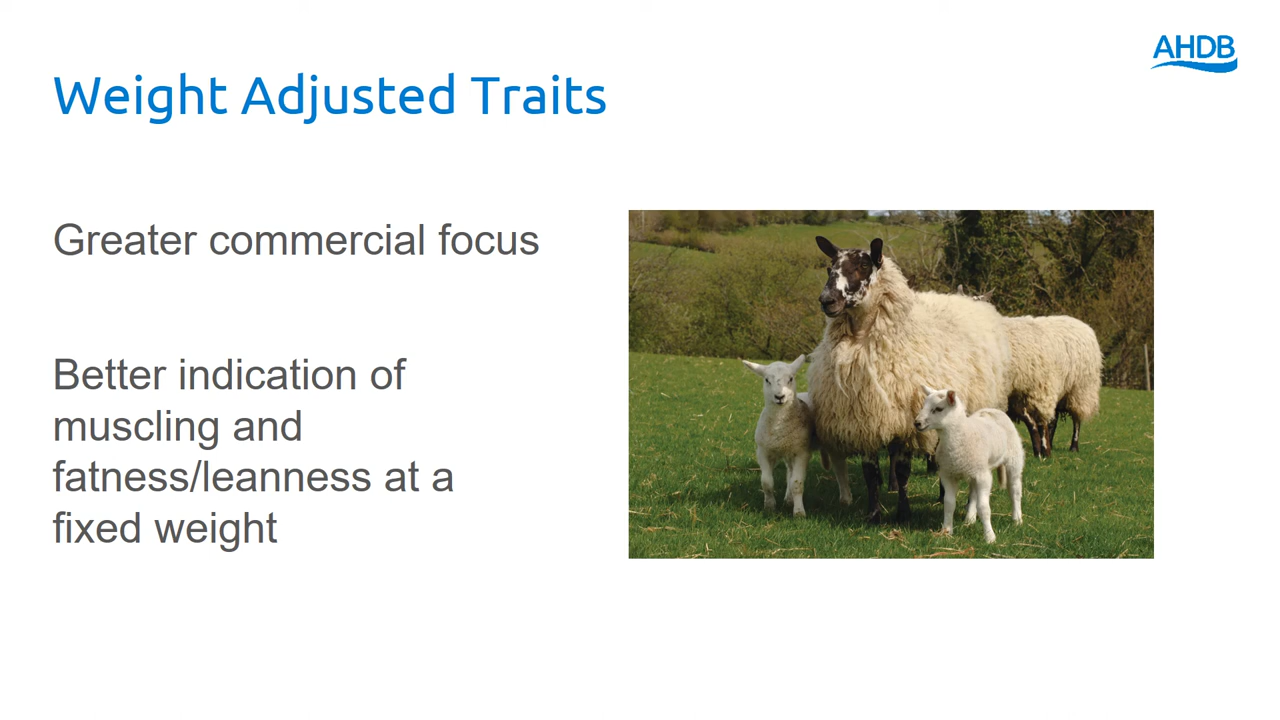 AHDB
Weight Adjusted Traits
Greater commercial focus
Better indication of
muscling and
fatness/leanness at a
fixed weight